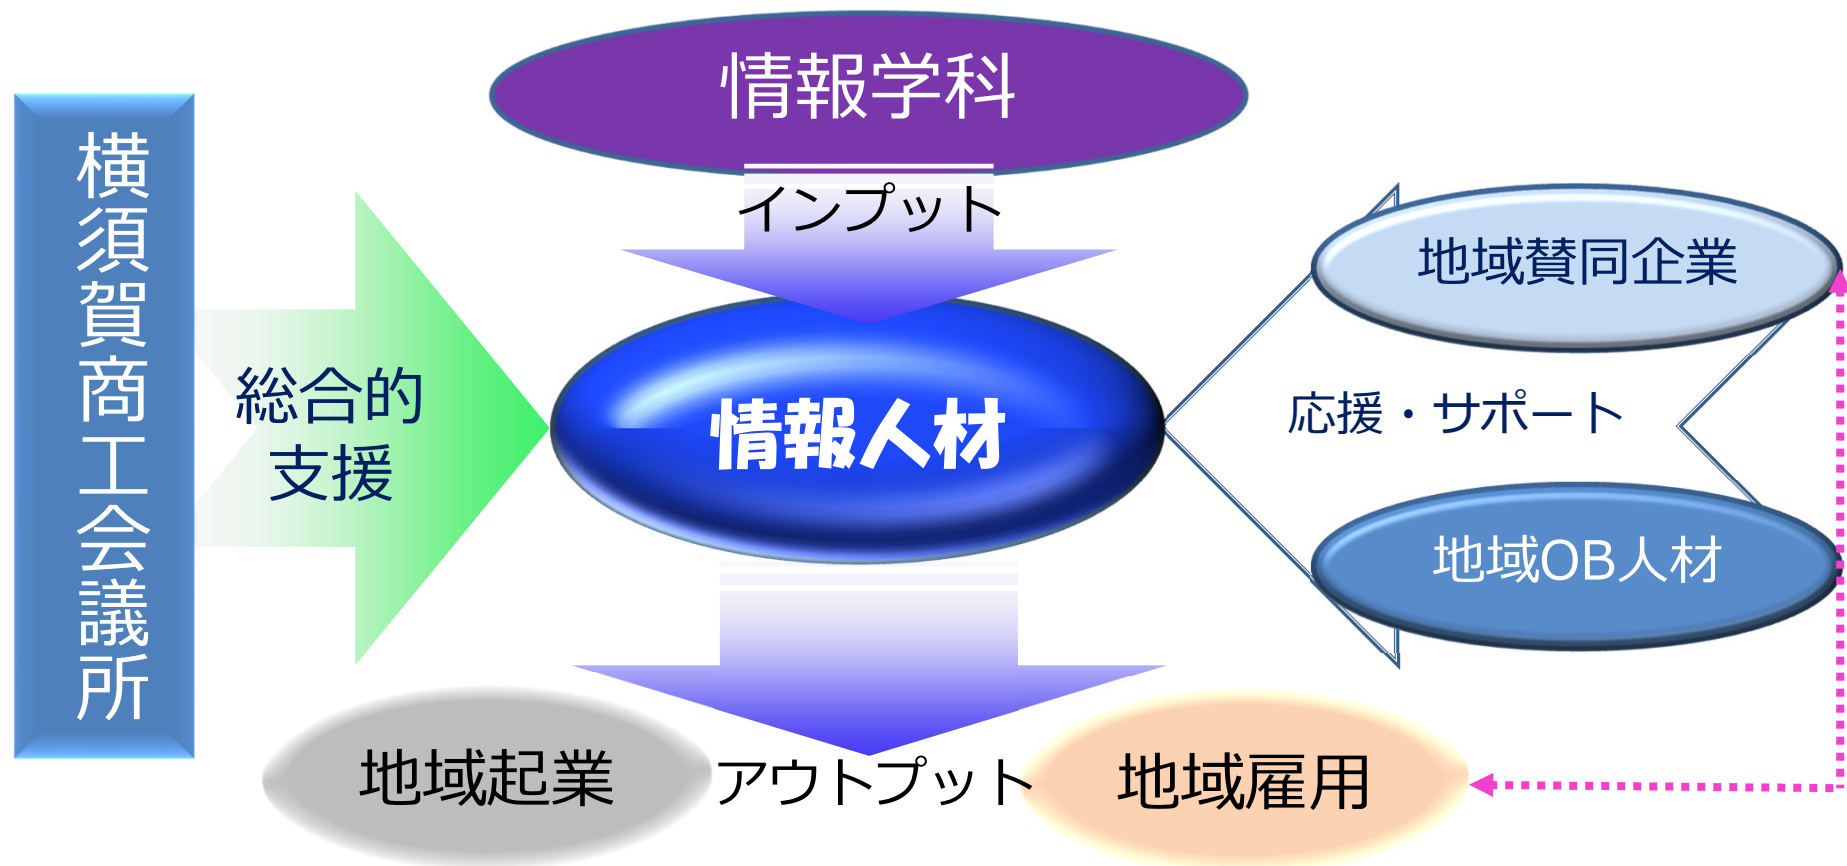 情報学科
インプット
横須賀商工会議所
総合的
支援
情報人材
地域賛同企業
応援・サポート
地域OB人材
地域起業
アウトプット
地域雇用